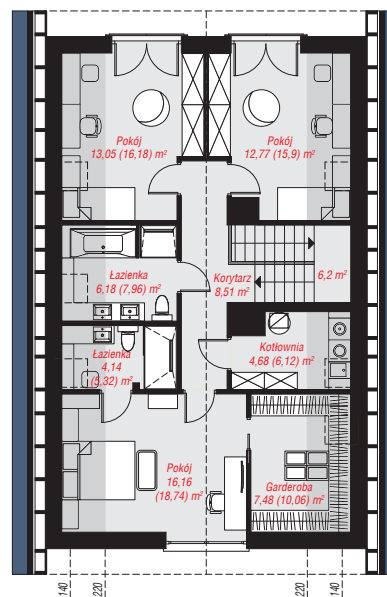 Pokój
13,05 (16,18) m²
Pokój
12,77 (15,9) m²
Łazienka
6,18 (7,96) m²
Korytarz
8,51 m²
6,2 m²
Łazienka
4,14
(5,32) m²
Kotłownia
4,68 (6,12) m²
Pokój
16,16
(18,74) m²
Garderoba
7,48 (10,06) m²
140
220
220
140